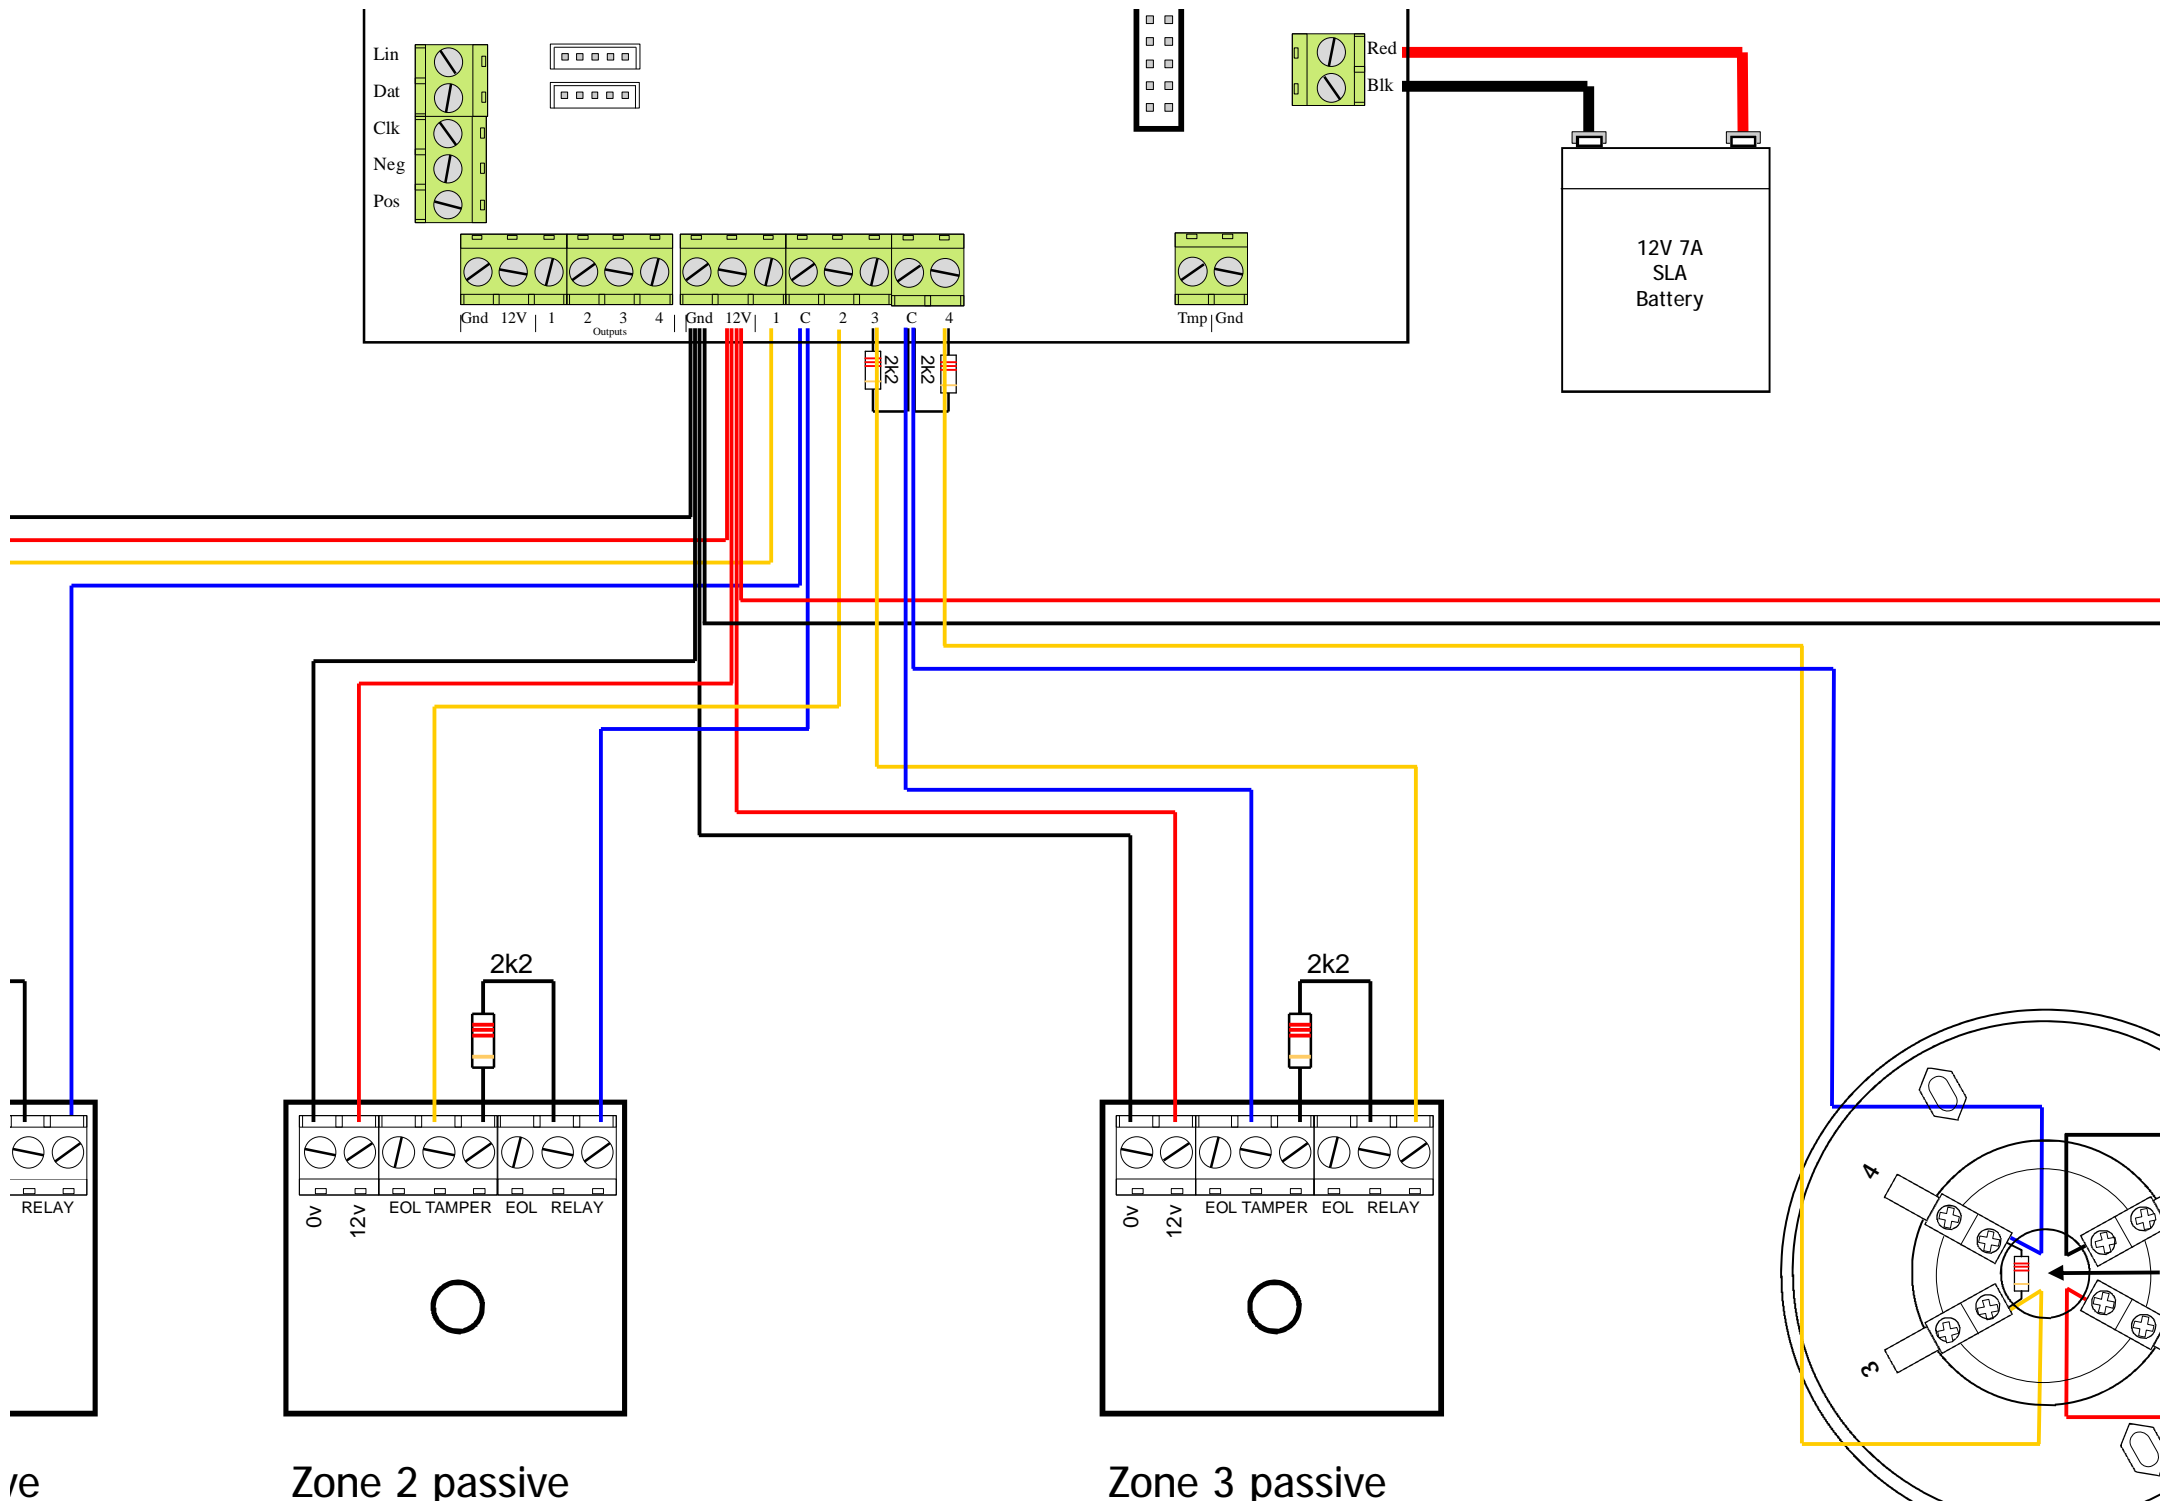 Lin
Dat
Clk
Neg
Pos
Red
Blk
12V 7A
SLA
Battery
Gnd 12V 1 2 3 4 Gnd 12V 1 C 2 3 C 4 Tmp Gnd
Outputs
2k2 2k2
2k2 2k2
RELAY
0v 12v EOL TAMPER EOL RELAY
0v 12v EOL TAMPER EOL RELAY
4
3
Zone 2 passive
Zone 3 passive